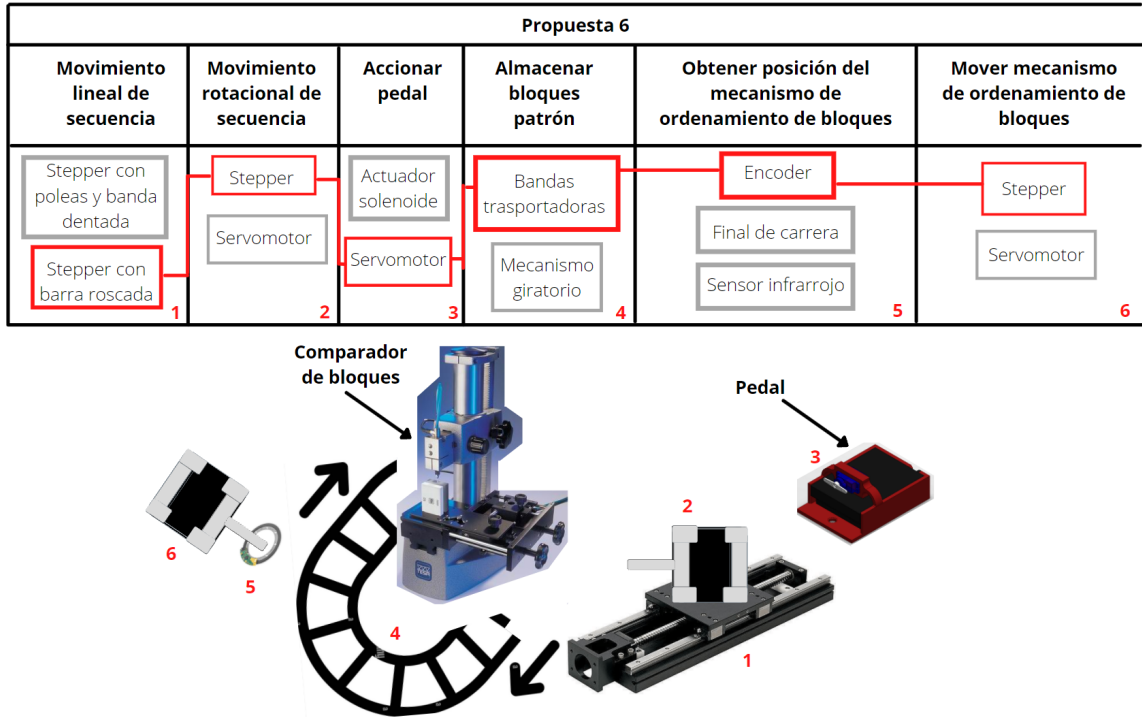 Propuesta 6
Movimiento
lineal de
secuencia
Movimiento
rotacional de
secuencia
Accionar
pedal
Almacenar
bloques
patrón
Obtener posición del
mecanismo de
ordenamiento de bloques
Mover mecanismo
de ordenamiento de
bloques
Stepper con
poleas y banda
dentada
Stepper con
barra roscada
1
Stepper
Servomotor
2
Actuador
solenoide
Servomotor
3
Bandas
trasportadoras
Mecanismo
giratorio
4
Encoder
Final de carrera
Sensor infrarrojo
5
Stepper
Servomotor
6
Comparador
de bloques
Pedal
3
2
6
5
4
1